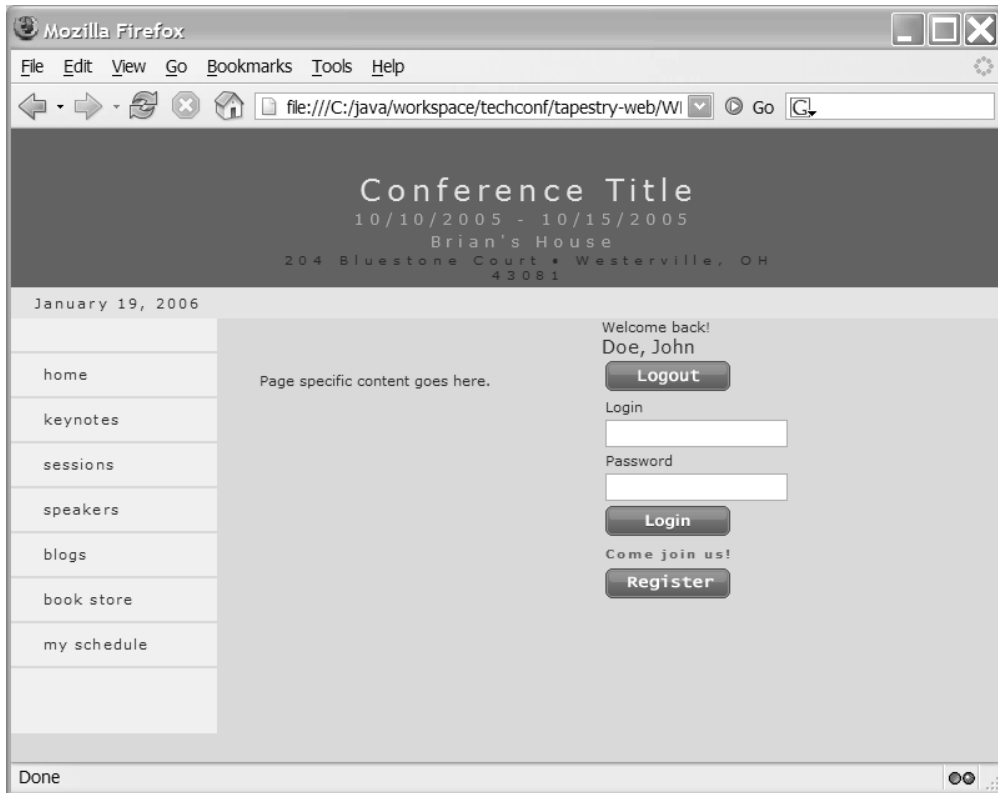 Mozilla Firefox
File Edit View Go Bookmarks Tools Help
file:///C:/java/workspace/techconf/tapestry-web/WI Go G
Conference Title
10/10/2005 - 10/15/2005
Brian's House
204 Bluestone Court • Westerville, OH
43081
January 19, 2006
home
keynotes
sessions
speakers
blogs
book store
my schedule
Page specific content goes here.
Welcome back!
Doe, John
Logout
Login
Password
Login
Come join us!
Register
Done